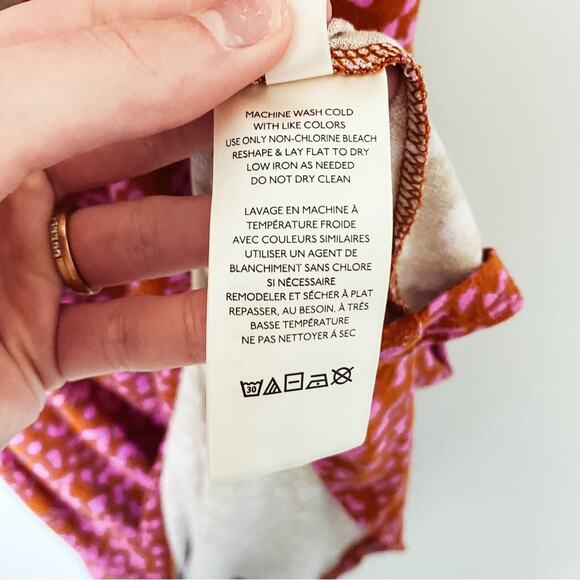 MACHINE WASH COLD
WITH LIKE COLORS
USE ONLY NON-CHLORINE BLEACH
RESHAPE & LAY FLAT TO DRY
LOW IRON AS NEEDED
DO NOT DRY CLEAN
LAVAGE EN MACHINE À
TEMPÉRATURE FROIDE
AVEC COULEURS SIMILAIRES
UTILISER UN AGENT DE
BLANCHIMENT SANS CHLORE
SI NÉCESSAIRE
REMODELER ET SÉCHER À PLAT
REPASSER, AU BESOIN, À TRÈS
BASSE TEMPÉRATURE
NE PAS NETTOYER À SEC
30